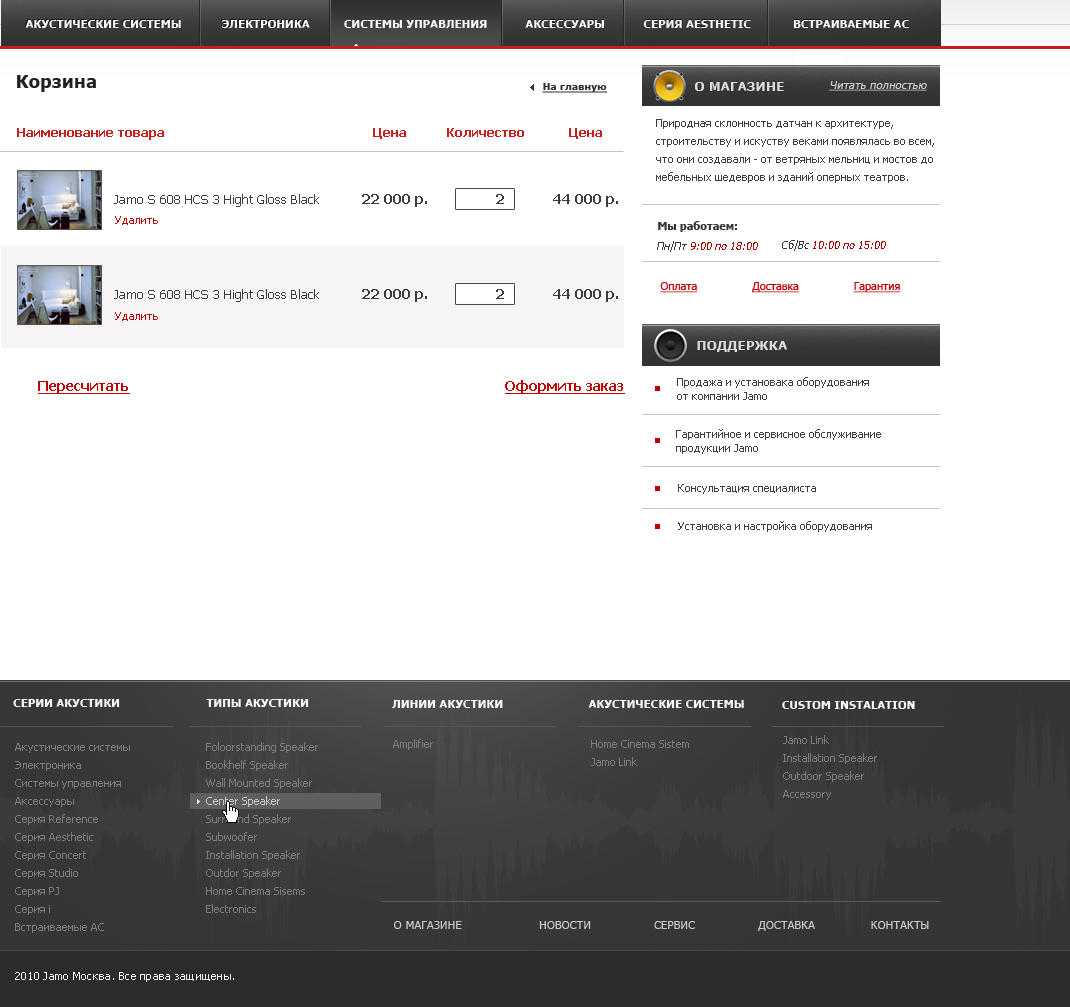 АКУСТИЧЕСКИЕ СИСТЕМЫ ЭЛЕКТРОНИКА СИСТЕМЫ УПРАВЛЕНИЯ АКСЕССУАРЫ СЕРИЯ AESTHETIC ВСТРАИВАЕМЫЕ АС
Корзина
На главную
Наименование товара Цена Количество Цена
Jamo S 608 HCS 3 Hight Gloss Black 22 000 р. 2 44 000 р.
Удалить
Jamo S 608 HCS 3 Hight Gloss Black 22 000 р. 2 44 000 р.
Удалить
Пересчитать Оформить заказ
О МАГАЗИНЕ Читать полностью
Природная склонность датчан к архитектуре,
строительству и искуству веками появлялась во всем,
что они создавали - от ветряных мельниц и мостов до
мебельных шедевров и зданий оперных театров.
Мы работаем:
Пн/Пт 9:00 по 18:00 Сб/Вс 10:00 по 15:00
Оплата Доставка Гарантия
ПОДДЕРЖКА
Продажа и установака оборудования
от компании Jamo
Гарантийное и сервисное обслуживание
продукции Jamo
Консультация специалиста
Установка и настройка оборудования
СЕРИИ АКУСТИКИ
Акустические системы
Электроника
Системы управления
Аксессуары
Серия Reference
Серия Aesthetic
Серия Concert
Серия Studio
Серия PJ
Серия i
Встраиваемые АС
ТИПЫ АКУСТИКИ
Foloorstanding Speaker
Bookhelf Speaker
Wall Mounted Speaker
Center Speaker
Surround Speaker
Subwoofer
Installation Speaker
Outdor Speaker
Home Cinema Sisems
Electronics
ЛИНИИ АКУСТИКИ
Amplifier
АКУСТИЧЕСКИЕ СИСТЕМЫ
Home Cinema Sistem
Jamo Link
CUSTOM INSTALATION
Jamo Link
Installation Speaker
Outdoor Speaker
Accessory
О МАГАЗИНЕ НОВОСТИ СЕРВИС ДОСТАВКА КОНТАКТЫ
2010 Jamo Москва. Все права защищены.